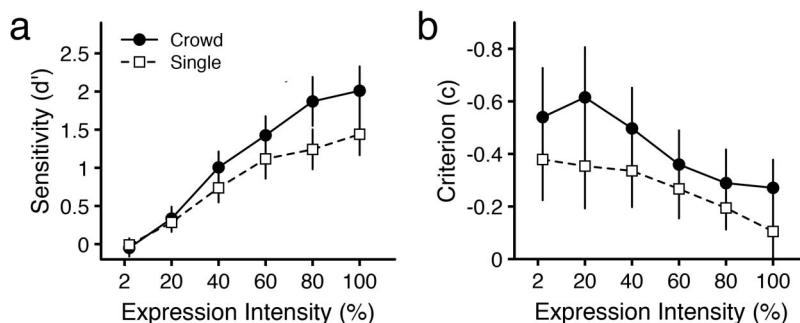 a
Crowd
Single
Sensitivity (d')
2.5
2
1.5
1
0.5
0
2 20 40 60 80 100
Expression Intensity (%)
b
Criterion (c)
-0.8
-0.6
-0.4
-0.2
0
2 20 40 60 80 100
Expression Intensity (%)